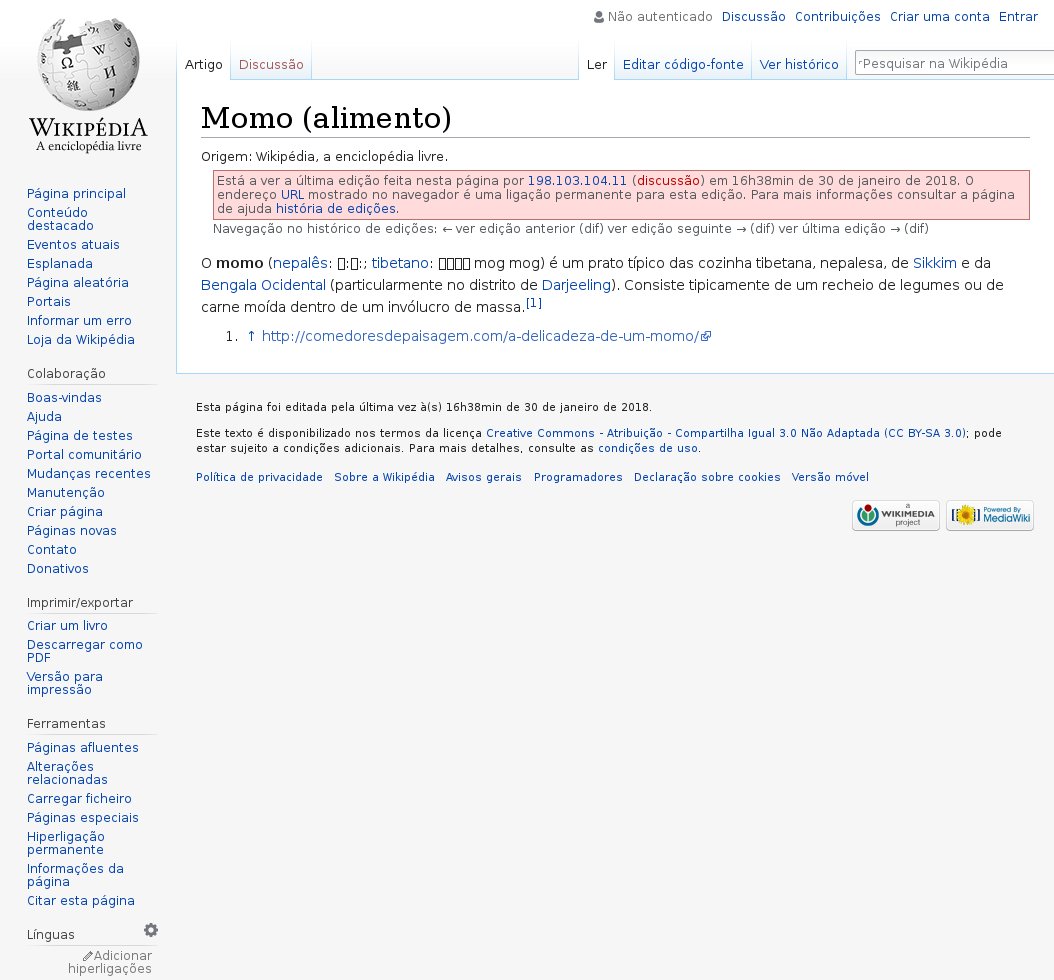 Não autenticado Discussão Contribuições Criar uma conta Entrar
Artigo Discussão Ler Editar código-fonte Ver histórico Pesquisar na Wikipédia
WIKIPÉDIA
A enciclopédia livre
Momo (alimento)
Origem: Wikipédia, a enciclopédia livre.
Está a ver a última edição feita nesta página por 198.103.104.11 (discussão) em 16h38min de 30 de janeiro de 2018. O
endereço URL mostrado no navegador é uma ligação permanente para esta edição. Para mais informações consultar a página
de ajuda história de edições.
Navegação no histórico de edições: ← ver edição anterior (dif) ver edição seguinte → (dif) ver última edição → (dif)
O momo (nepalês: :; tibetano: mog mog) é um prato típico das cozinha tibetana, nepalesa, de Sikkim e da
Bengala Ocidental (particularmente no distrito de Darjeeling). Consiste tipicamente de um recheio de legumes ou de
carne moída dentro de um invólucro de massa.[1]
1. ↑ http://comedoresdepaisagem.com/a-delicadeza-de-um-momo/
Esta página foi editada pela última vez à(s) 16h38min de 30 de janeiro de 2018.
Este texto é disponibilizado nos termos da licença Creative Commons - Atribuição - Compartilha Igual 3.0 Não Adaptada (CC BY-SA 3.0); pode
estar sujeito a condições adicionais. Para mais detalhes, consulte as condições de uso.
Política de privacidade Sobre a Wikipédia Avisos gerais Programadores Declaração sobre cookies Versão móvel
a WIKIMEDIA project
Powered By MediaWiki
Página principal
Conteúdo
destacado
Eventos atuais
Esplanada
Página aleatória
Portais
Informar um erro
Loja da Wikipédia
Colaboração
Boas-vindas
Ajuda
Página de testes
Portal comunitário
Mudanças recentes
Manutenção
Criar página
Páginas novas
Contato
Donativos
Imprimir/exportar
Criar um livro
Descarregar como
PDF
Versão para
impressão
Ferramentas
Páginas afluentes
Alterações
relacionadas
Carregar ficheiro
Páginas especiais
Hiperligação
permanente
Informações da
página
Citar esta página
Línguas
Adicionar
hiperligações